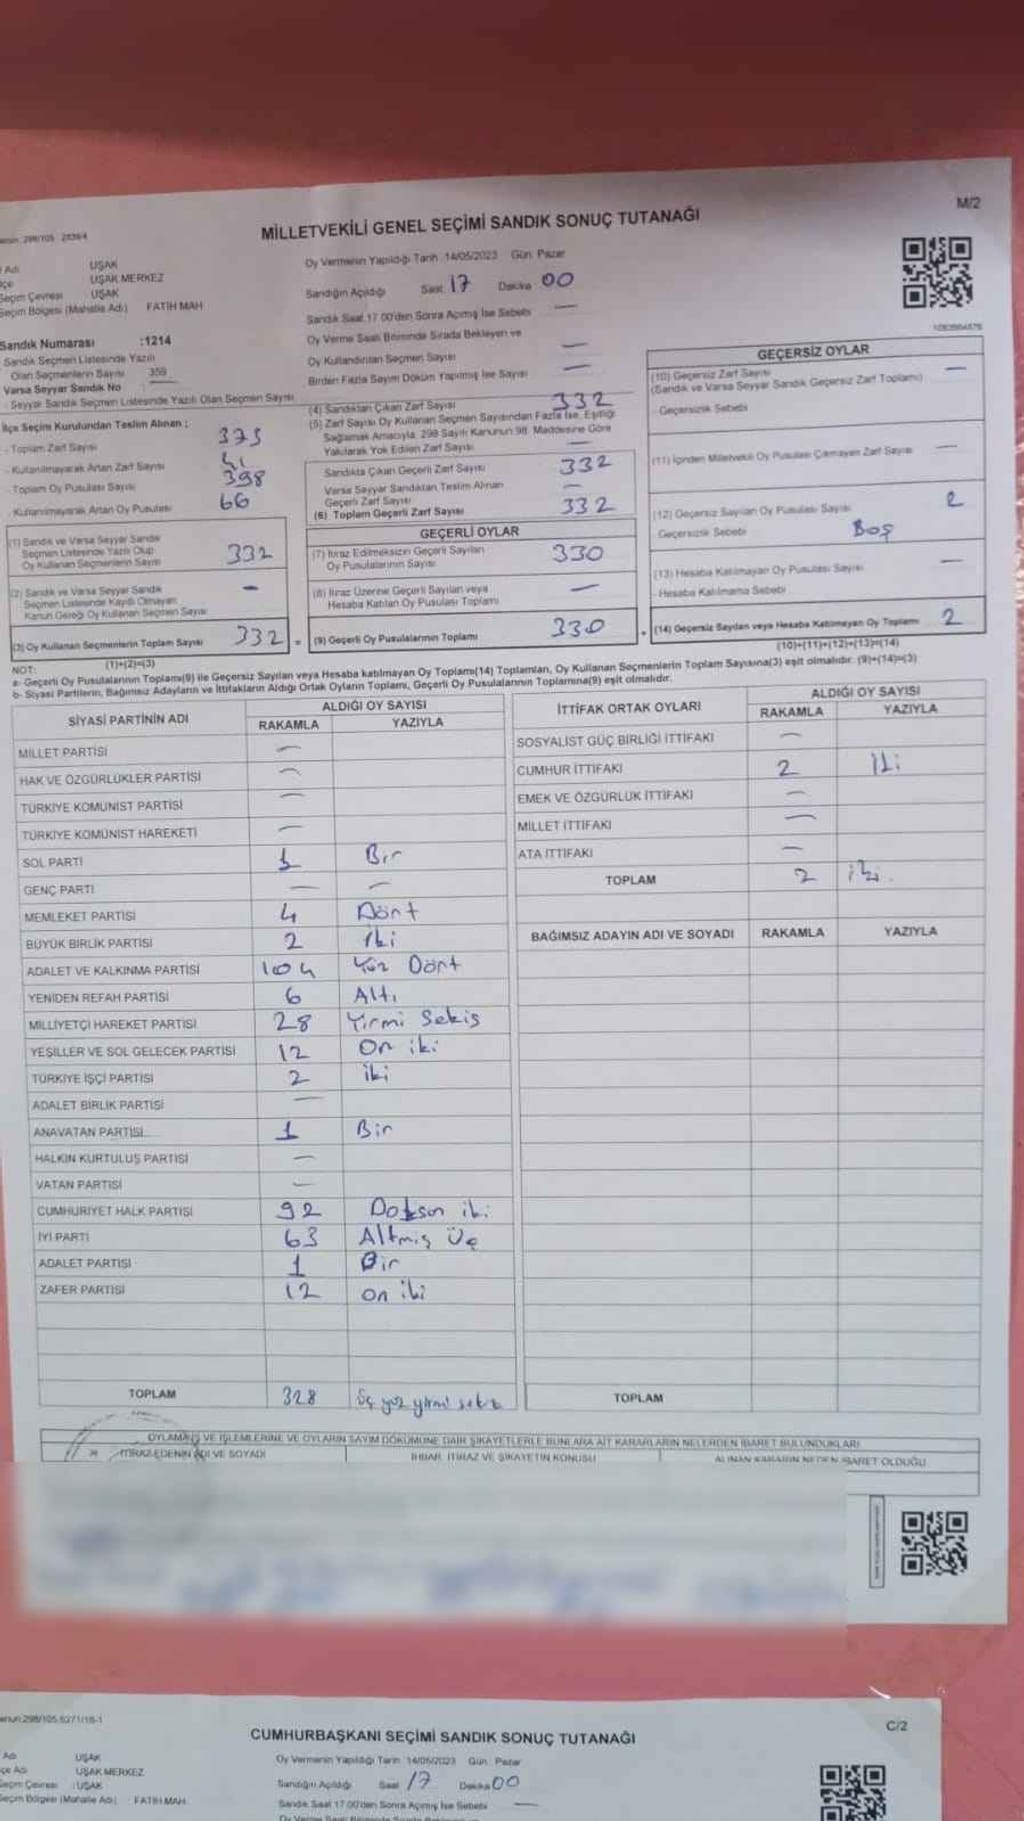 M/2
MİLLETVEKİLİ GENEL SEÇİMİ SANDIK SONUÇ TUTANAĞI
298/105
Adı UŞAK
UŞAK MERKEZ
Seçim Çevresi UŞAK
Seçim Bölgesi (Mahalle Adı) FATİH MAH
Sandık Numarası :1214
Sandık Seçmen Listesinde Yazılı
Olan Seçmenlerin Sayısı 359
Varsa Seyyar Sandık No
Seyyar Sandık Seçmen Listesinde Yazılı Olan Seçmen Sayısı
İlçe Seçim Kurulundan Teslim Alınan ;
- Toplam Zarf Sayısı 373
- Kullanılmayarak Artan Zarf Sayısı 41
- Toplam Oy Pusulası Sayısı 398
- Kullanılmayarak Artan Oy Pusulası 66
(1) Sandık ve Varsa Seyyar Sandık
Seçmen Listesinde Yazılı Olup
Oy Kullanan Seçmenlerin Sayısı 332
(2) Sandık ve Varsa Seyyar Sandık
Seçmen Listesinde Kaydı Olmayan
Kanun Gereği Oy Kullanan Seçmen Sayısı -
(3) Oy Kullanan Seçmenlerin Toplam Sayısı 332
(1)+(2)=(3)
Oy Vermenin Yapıldığı Tarih 14/05/2023 Gün: Pazar
Sandığın Açıldığı Saat 17 Dakika 00
Sandık Saat 17.00'den Sonra Açılmış İse Sebebi —
Oy Verme Saati Bitiminde Sırada Bekleyen ve
Oy Kullandırılan Seçmen Sayısı —
Birden Fazla Sayım Döküm Yapılmış İse Sayısı —
(4) Sandıktan Çıkan Zarf Sayısı 332
(5) Zarf Sayısı Oy Kullanan Seçmen Sayısından Fazla İse, Eşitliği
Sağlamak Amacıyla, 298 Sayılı Kanunun 98. Maddesine Göre
Yakılarak Yok Edilen Zarf Sayısı —
Sandıkta Çıkan Geçerli Zarf Sayısı 332
Varsa Seyyar Sandıktan Teslim Alınan
Geçerli Zarf Sayısı —
(6) Toplam Geçerli Zarf Sayısı 332
GEÇERLİ OYLAR
(7) İtiraz Edilmeksizin Geçerli Sayılan
Oy Pusulalarının Sayısı 330
(8) İtiraz Üzerine Geçerli Sayılan veya
Hesaba Katılan Oy Pusulası Toplamı —
= (9) Geçerli Oy Pusulalarının Toplamı 330
GEÇERSİZ OYLAR
(10) Geçersiz Zarf Sayısı —
(Sandık ve Varsa Seyyar Sandık Geçersiz Zarf Toplamı)
Geçersizlik Sebebi
(11) İçinden Milletvekili Oy Pusulası Çıkmayan Zarf Sayısı —
(12) Geçersiz Sayılan Oy Pusulası Sayısı 2
Geçersizlik Sebebi Boş
(13) Hesaba Katılmayan Oy Pusulası Sayısı —
Hesaba Katılmama Sebebi
+ (14) Geçersiz Sayılan veya Hesaba Katılmayan Oy Toplamı 2
(10)+(11)+(12)+(13)=(14)
NOT:
a- Geçerli Oy Pusulalarının Toplamı(9) ile Geçersiz Sayılan veya Hesaba katılmayan Oy Toplamı(14) Toplamları, Oy Kullanan Seçmenlerin Toplam Sayısına(3) eşit olmalıdır. (9)+(14)=(3)
b- Siyasi Partilerin, Bağımsız Adayların ve İttifakların Aldığı Ortak Oyların Toplamı, Geçerli Oy Pusulalarının Toplamına(9) eşit olmalıdır.
SİYASİ PARTİNİN ADI ALDIĞI OY SAYISI
RAKAMLA YAZIYLA
MİLLET PARTİSİ —
HAK VE ÖZGÜRLÜKLER PARTİSİ —
TÜRKİYE KOMÜNİST PARTİSİ —
TÜRKİYE KOMÜNİST HAREKETİ —
SOL PARTİ 1 Bir
GENÇ PARTİ — —
MEMLEKET PARTİSİ 4 Dört
BÜYÜK BİRLİK PARTİSİ 2 İki
ADALET VE KALKINMA PARTİSİ 104 Yüz Dört
YENİDEN REFAH PARTİSİ 6 Altı
MİLLİYETÇİ HAREKET PARTİSİ 28 Yirmi Sekiz
YEŞİLLER VE SOL GELECEK PARTİSİ 12 On iki
TÜRKİYE İŞÇİ PARTİSİ 2 iki
ADALET BİRLİK PARTİSİ —
ANAVATAN PARTİSİ 1 Bir
HALKIN KURTULUŞ PARTİSİ —
VATAN PARTİSİ —
CUMHURİYET HALK PARTİSİ 92 Doksan iki
İYİ PARTİ 63 Altmış Üç
ADALET PARTİSİ 1 Bir
ZAFER PARTİSİ 12 on iki
TOPLAM 328 Üç yüz yirmi sekiz
İTTİFAK ORTAK OYLARI ALDIĞI OY SAYISI
RAKAMLA YAZIYLA
SOSYALİST GÜÇ BİRLİĞİ İTTİFAKI —
CUMHUR İTTİFAKI 2 İki
EMEK VE ÖZGÜRLÜK İTTİFAKI —
MİLLET İTTİFAKI —
ATA İTTİFAKI —
TOPLAM 2 iki.
BAĞIMSIZ ADAYIN ADI VE SOYADI RAKAMLA YAZIYLA
TOPLAM
OYLAMA İŞ VE İŞLEMLERİNE VE OYLARIN SAYIM DÖKÜMÜNE DAİR ŞİKAYETLERLE BUNLARA AİT KARARLARIN NELERDEN İBARET BULUNDUKLARI
İTİRAZ EDENİN ADI VE SOYADI İHBAR, İTİRAZ VE ŞİKAYETİN KONUSU ALINAN KARARIN NEDEN İBARET OLDUĞU
298/105
C/2
CUMHURBAŞKANI SEÇİMİ SANDIK SONUÇ TUTANAĞI
Adı UŞAK
İlçe Adı UŞAK MERKEZ
Seçim Çevresi : UŞAK
Seçim Bölgesi (Mahalle Adı) FATİH MAH.
Oy Vermenin Yapıldığı Tarih 14/05/2023 Gün: Pazar
Sandığın Açıldığı Saat 17 Dakika 00
Sandık Saat 17.00'den Sonra Açılmış İse Sebebi —